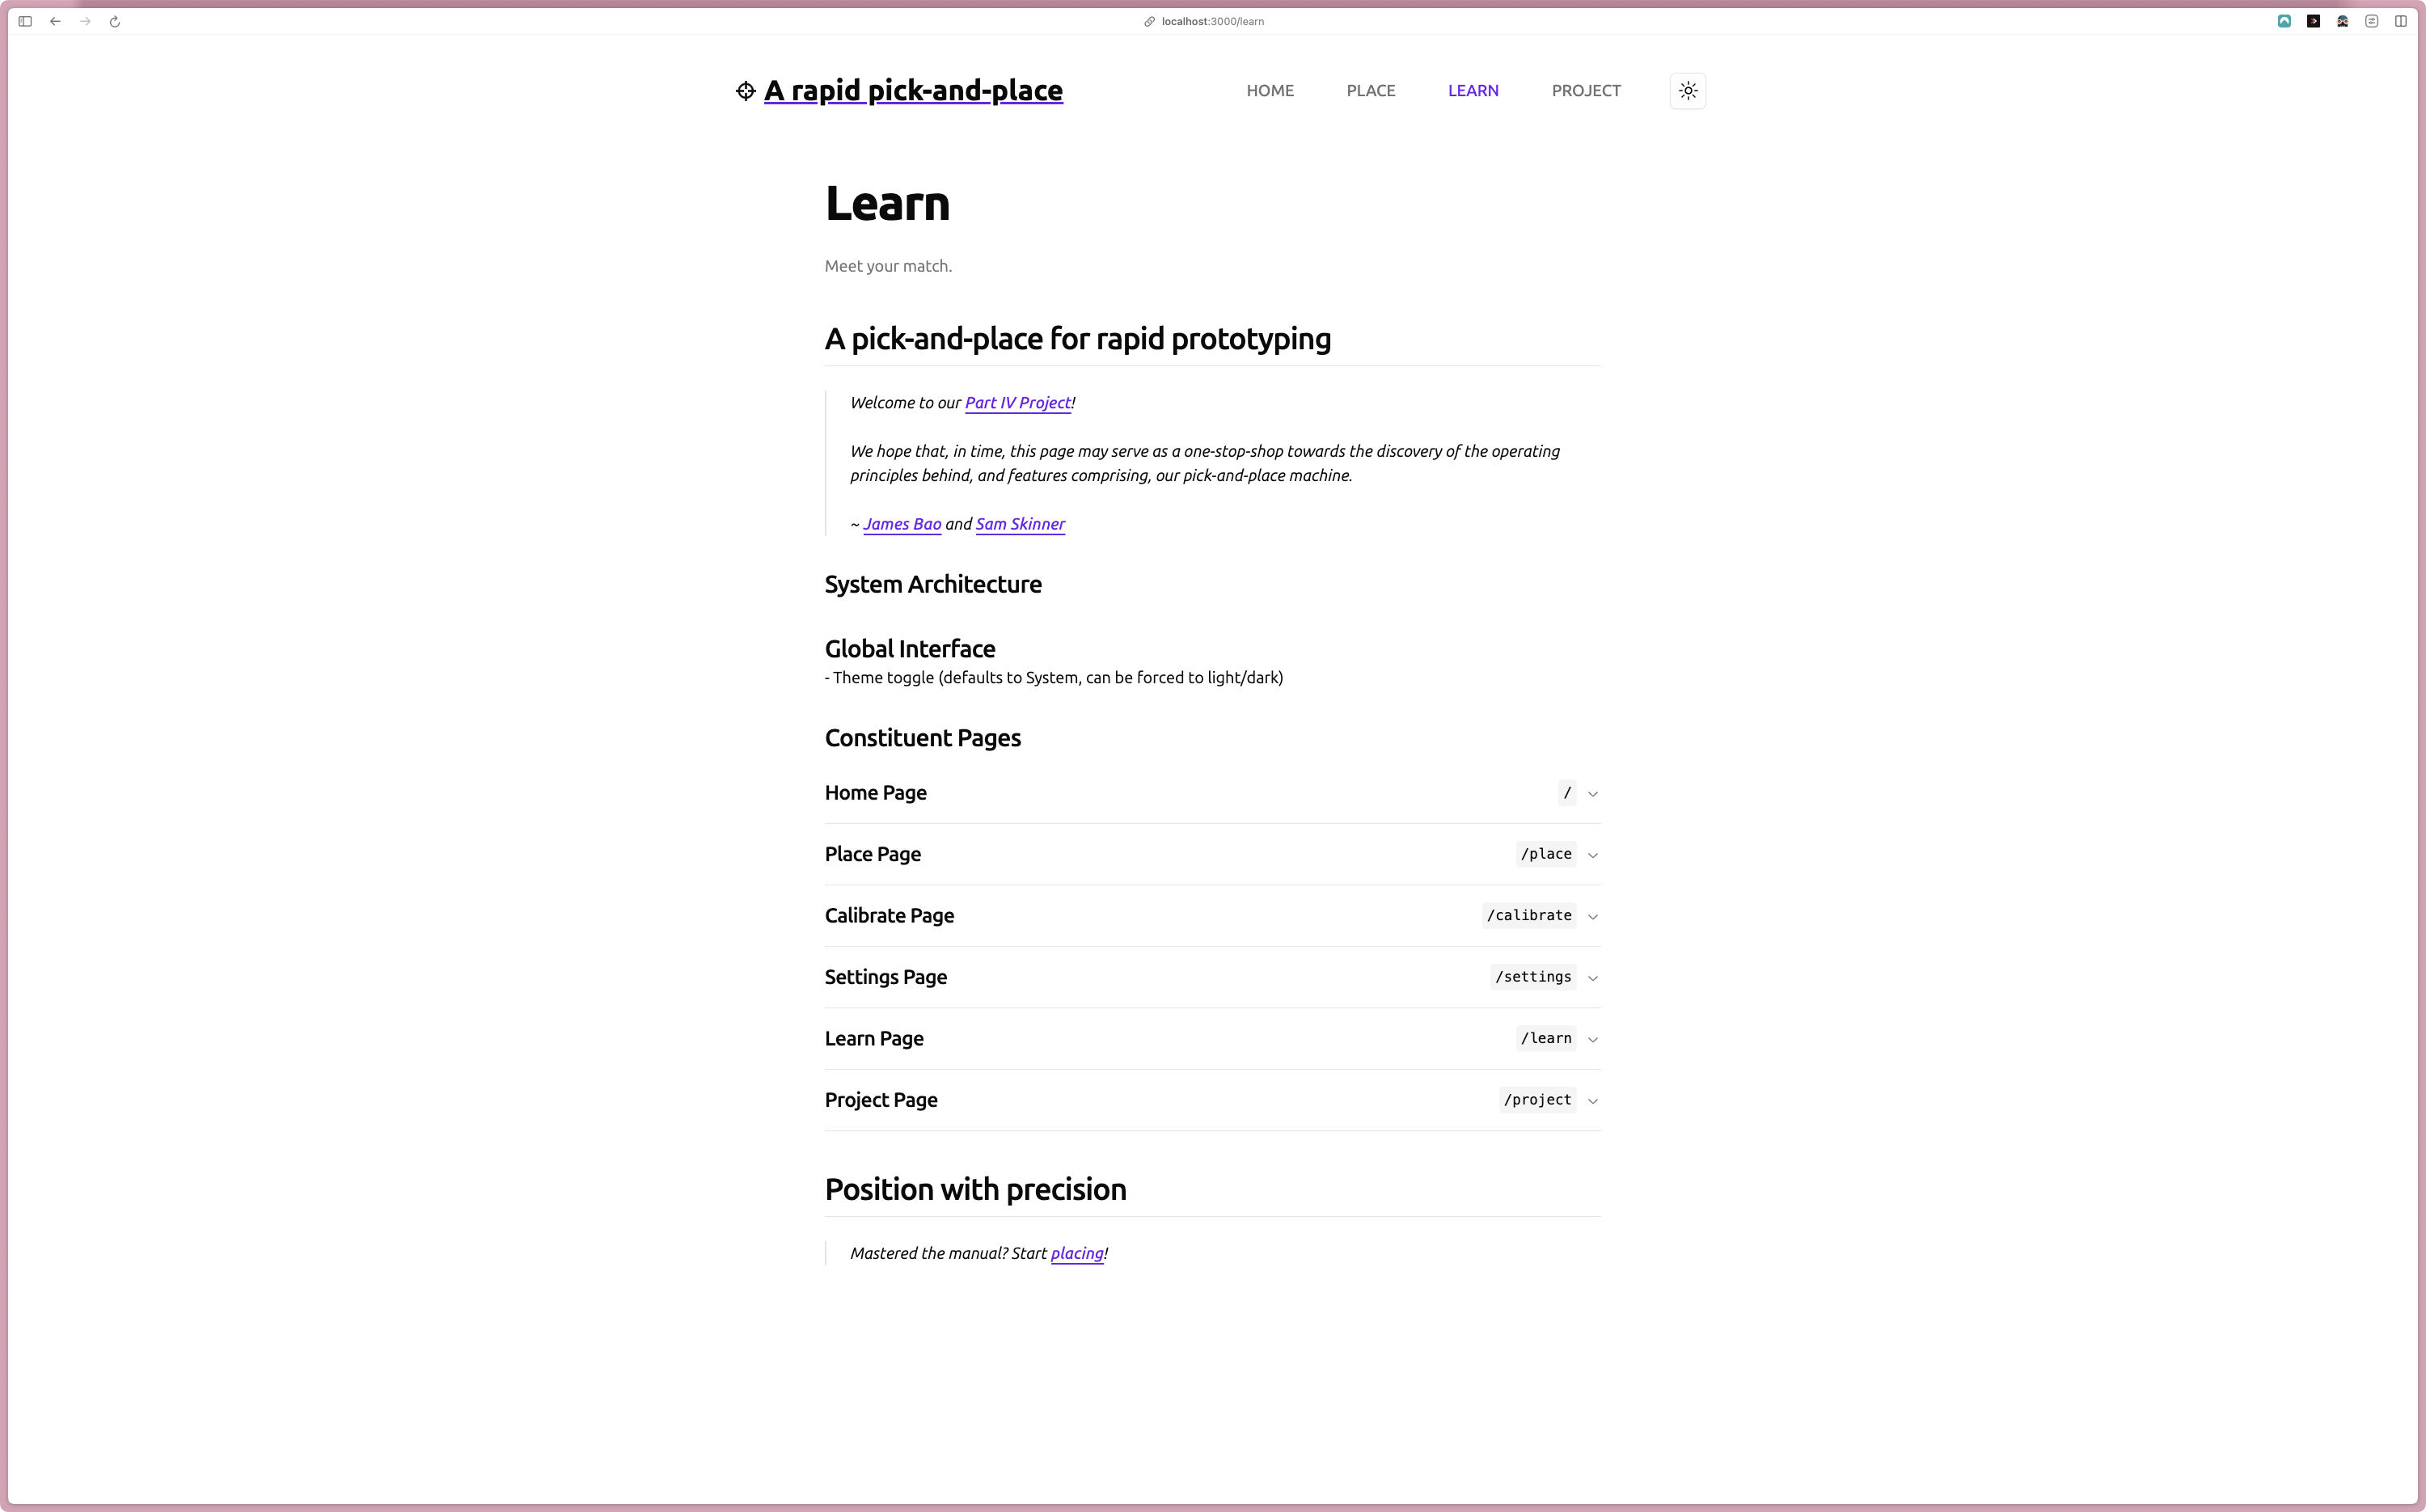 localhost:3000/learn
A rapid pick-and-place
HOME PLACE LEARN PROJECT
Learn
Meet your match.
A pick-and-place for rapid prototyping
Welcome to our Part IV Project!
We hope that, in time, this page may serve as a one-stop-shop towards the discovery of the operating
principles behind, and features comprising, our pick-and-place machine.
~ James Bao and Sam Skinner
System Architecture
Global Interface
- Theme toggle (defaults to System, can be forced to light/dark)
Constituent Pages
Home Page /
Place Page /place
Calibrate Page /calibrate
Settings Page /settings
Learn Page /learn
Project Page /project
Position with precision
Mastered the manual? Start placing!